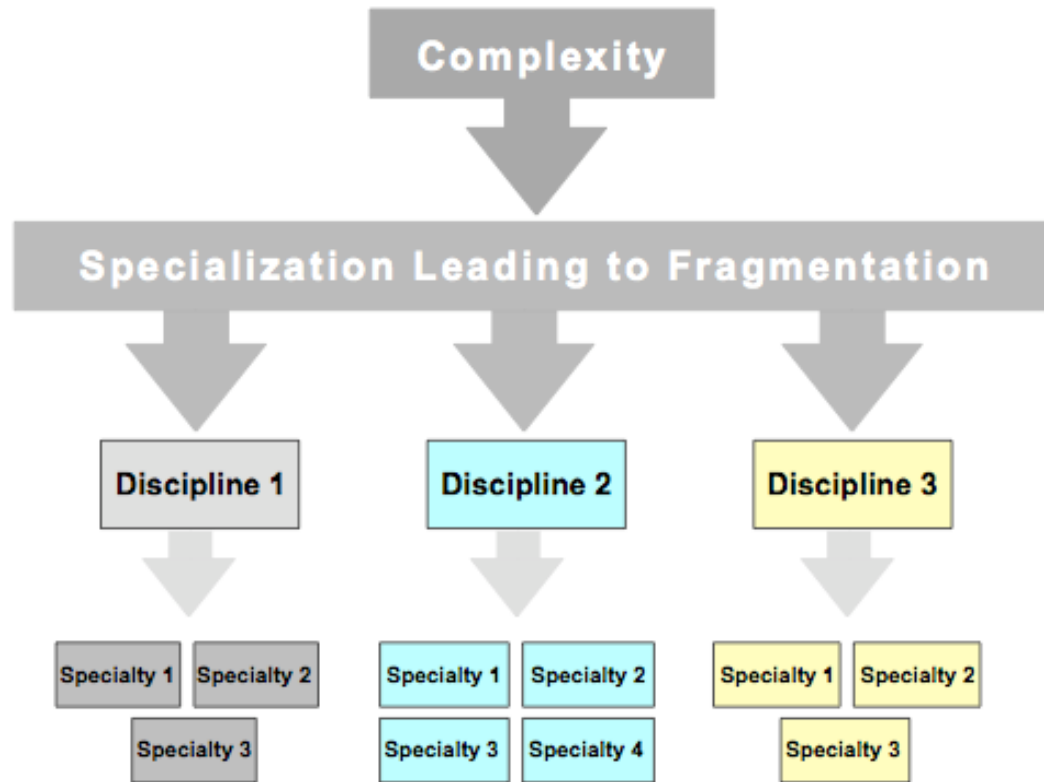 Complexity
Specialization Leading to Fragmentation
Discipline 1
Discipline 2
Discipline 3
Specialty 1
Specialty 2
Specialty 3
Specialty 1
Specialty 2
Specialty 3
Specialty 4
Specialty 1
Specialty 2
Specialty 3